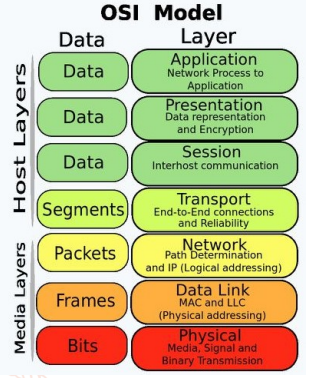 OSI Model
Data Layer
Host Layers
Data
Application
Network Process to
Application
Data
Presentation
Data representation
and Encryption
Data
Session
Interhost communication
Segments
Transport
End-to-End connections
and Reliability
Media Layers
Packets
Network
Path Determination
and IP (Logical addressing)
Frames
Data Link
MAC and LLC
(Physical addressing)
Bits
Physical
Media, Signal and
Binary Transmission